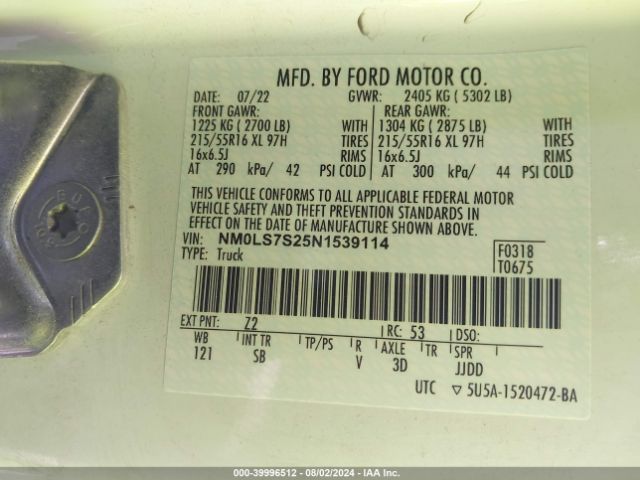 MFD. BY FORD MOTOR CO.
DATE: 07/22 GVWR: 2405 KG ( 5302 LB)
FRONT GAWR: REAR GAWR:
1225 KG ( 2700 LB) WITH 1304 KG ( 2875 LB) WITH
215/55R16 XL 97H TIRES 215/55R16 XL 97H TIRES
16x6.5J RIMS 16x6.5J RIMS
AT 290 kPa/ 42 PSI COLD AT 300 kPa/ 44 PSI COLD
THIS VEHICLE CONFORMS TO ALL APPLICABLE FEDERAL MOTOR
VEHICLE SAFETY AND THEFT PREVENTION STANDARDS IN
EFFECT ON THE DATE OF MANUFACTURE SHOWN ABOVE.
VIN: NM0LS7S25N1539114 F0318
TYPE: Truck T0675
EXT PNT: Z2 RC: 53 DSO:
WB INT TR TP/PS R AXLE TR SPR
121 SB V 3D JJDD
UTC ▽ 5U5A-1520472-BA
000-39996512 - 08/02/2024 - IAA Inc.